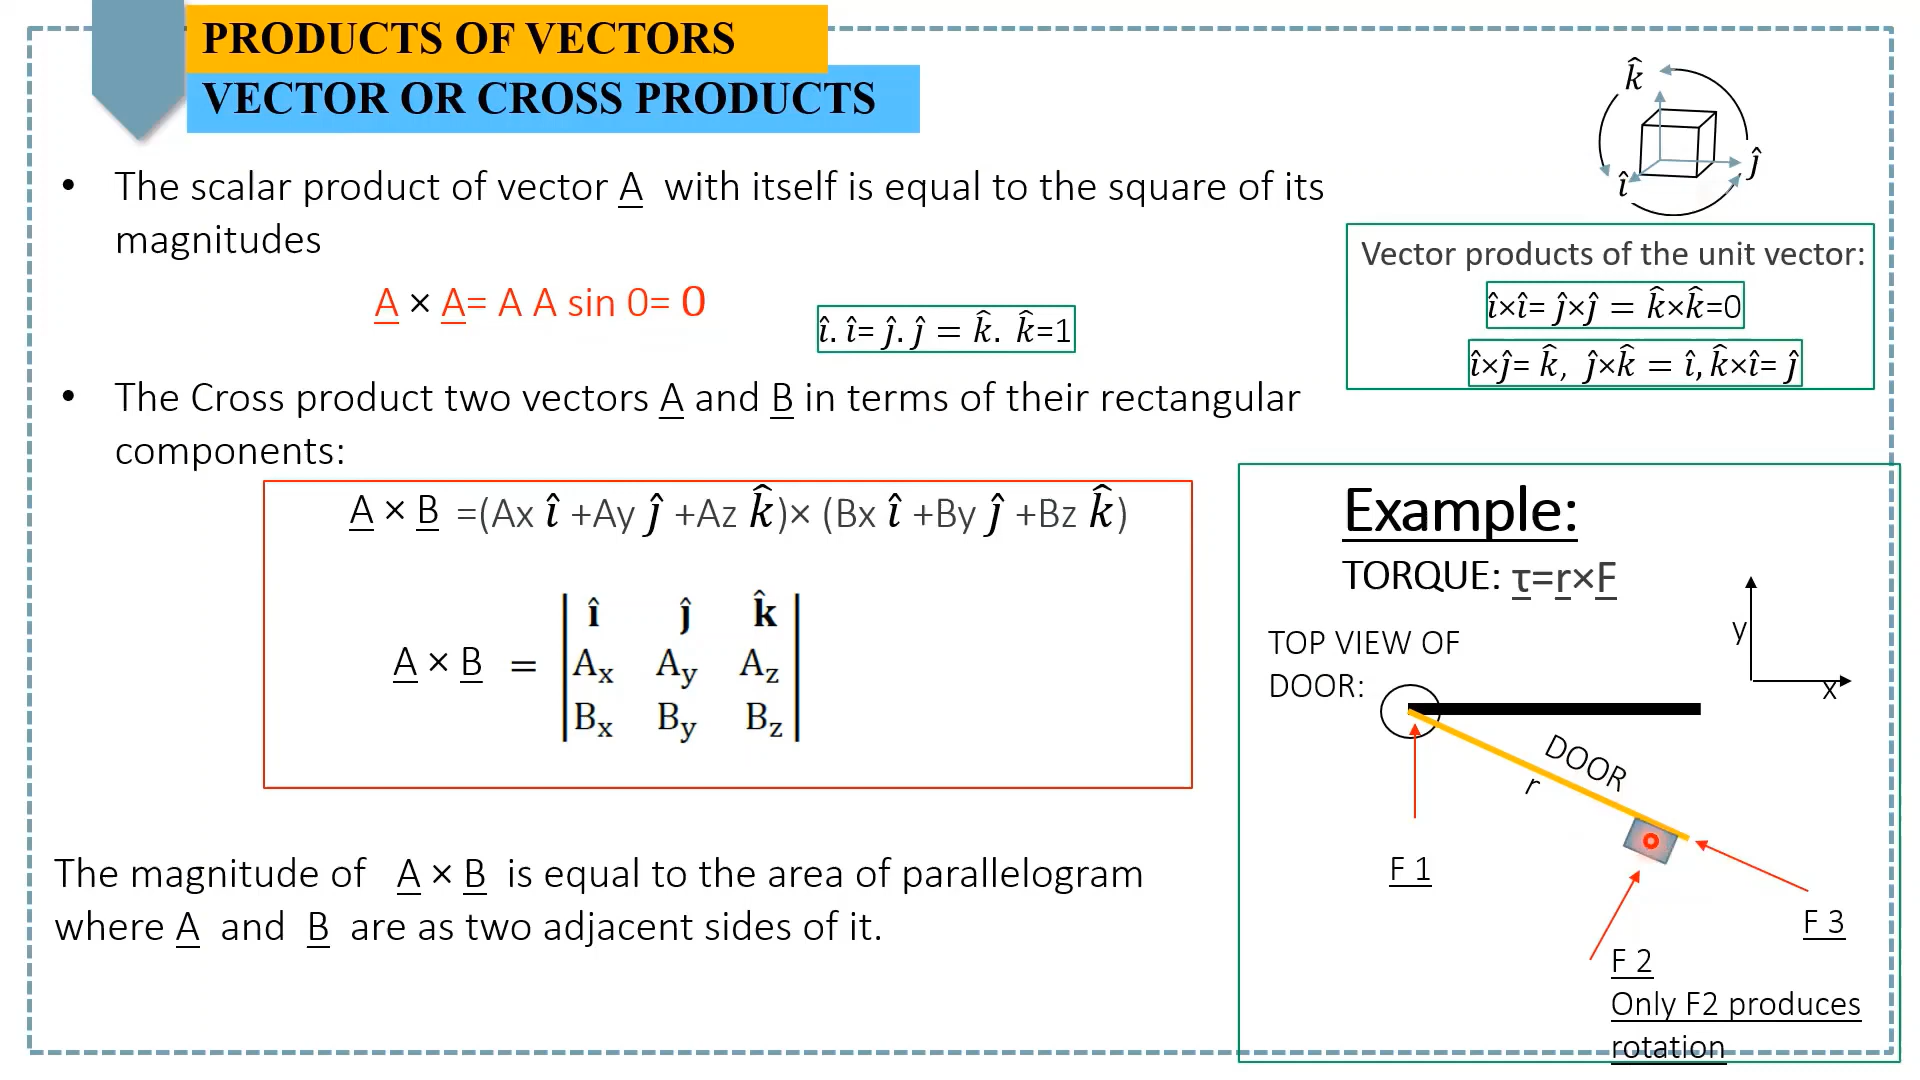 PRODUCTS OF VECTORS
VECTOR OR CROSS PRODUCTS
• The scalar product of vector A with itself is equal to the square of its
magnitudes
A × A= A A sin 0= 0
î. î= ĵ. ĵ = k̂. k̂=1
• The Cross product two vectors A and B in terms of their rectangular
components:
A × B =(Ax î +Ay ĵ +Az k̂)× (Bx î +By ĵ +Bz k̂)
A × B = | î ĵ k̂ |
| Aₓ Aᵧ A_z |
| Bₓ Bᵧ B_z |
The magnitude of A × B is equal to the area of parallelogram
where A and B are as two adjacent sides of it.
k̂
ĵ
î
Vector products of the unit vector:
î×î= ĵ×ĵ = k̂×k̂=0
î×ĵ= k̂, ĵ×k̂ = î, k̂×î= ĵ
Example:
TORQUE: τ=r×F
y
x
TOP VIEW OF
DOOR:
DOOR
r
F 1
F 3
F 2
Only F2 produces
rotation